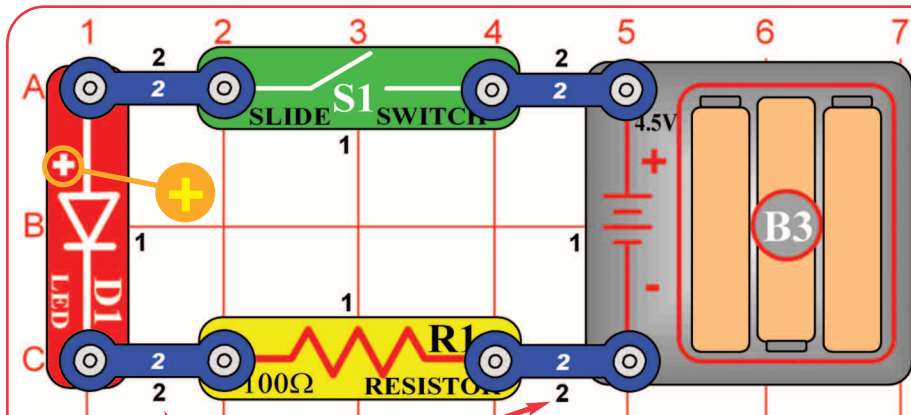 1 2 3 4 5 6 7
2 2
A 2 2
S1
SLIDE SWITCH
4.5V
1
+ + +
B
1 1
B3
D1
LED
-
1
R1
C 2 2
100Ω RESISTOR
2 2